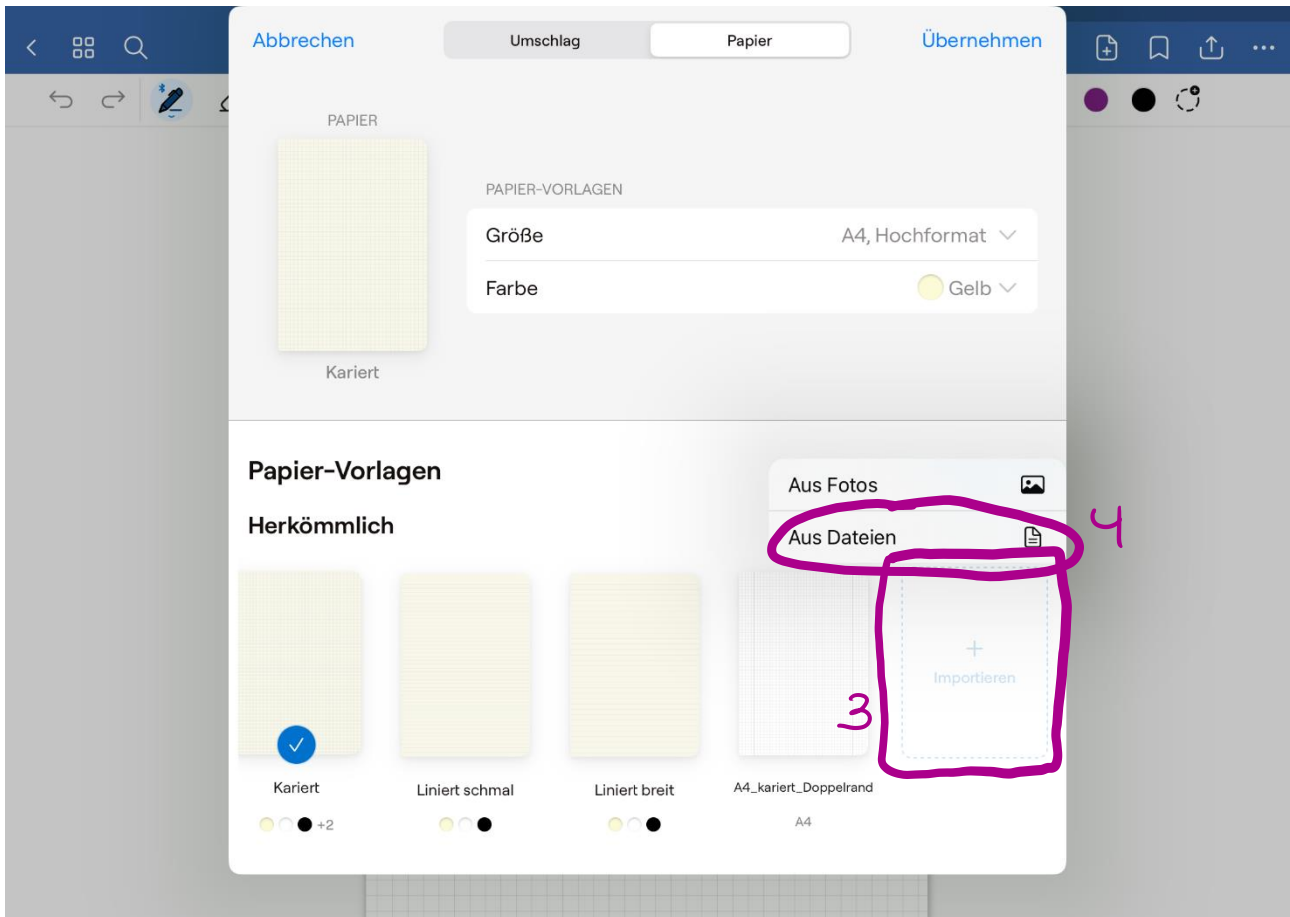 Abbrechen Umschlag Papier Übernehmen
PAPIER
PAPIER-VORLAGEN
Größe A4, Hochformat
Farbe Gelb
Kariert
Papier-Vorlagen
Aus Fotos
Herkömmlich
Aus Dateien
4
+
Importieren
3
Kariert Liniert schmal Liniert breit A4_kariert_Doppelrand
+2 A4